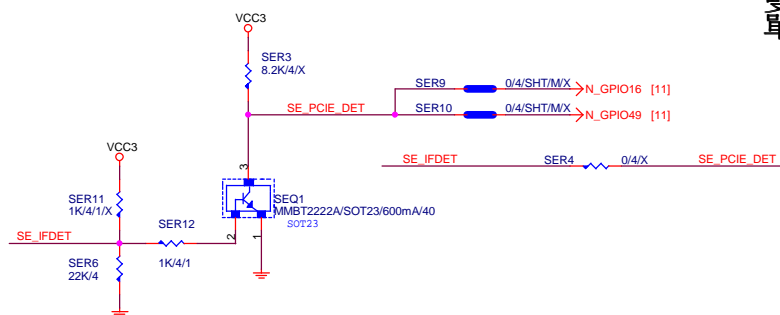 VCC3
SER3
8.2K/4/X
SER9
0/4/SHT/M/X
N_GPIO16 [11]
SE_PCIE_DET
SER10
0/4/SHT/M/X
N_GPIO49 [11]
VCC3
SE_IFDET
SER4
0/4/X
SE_PCIE_DET
3
SER11
1K/4/1/X
SEQ1
MMBT2222A/SOT23/600mA/40
SOT23
SER12
SE_IFDET
2
1
SER6
22K/4
1K/4/1